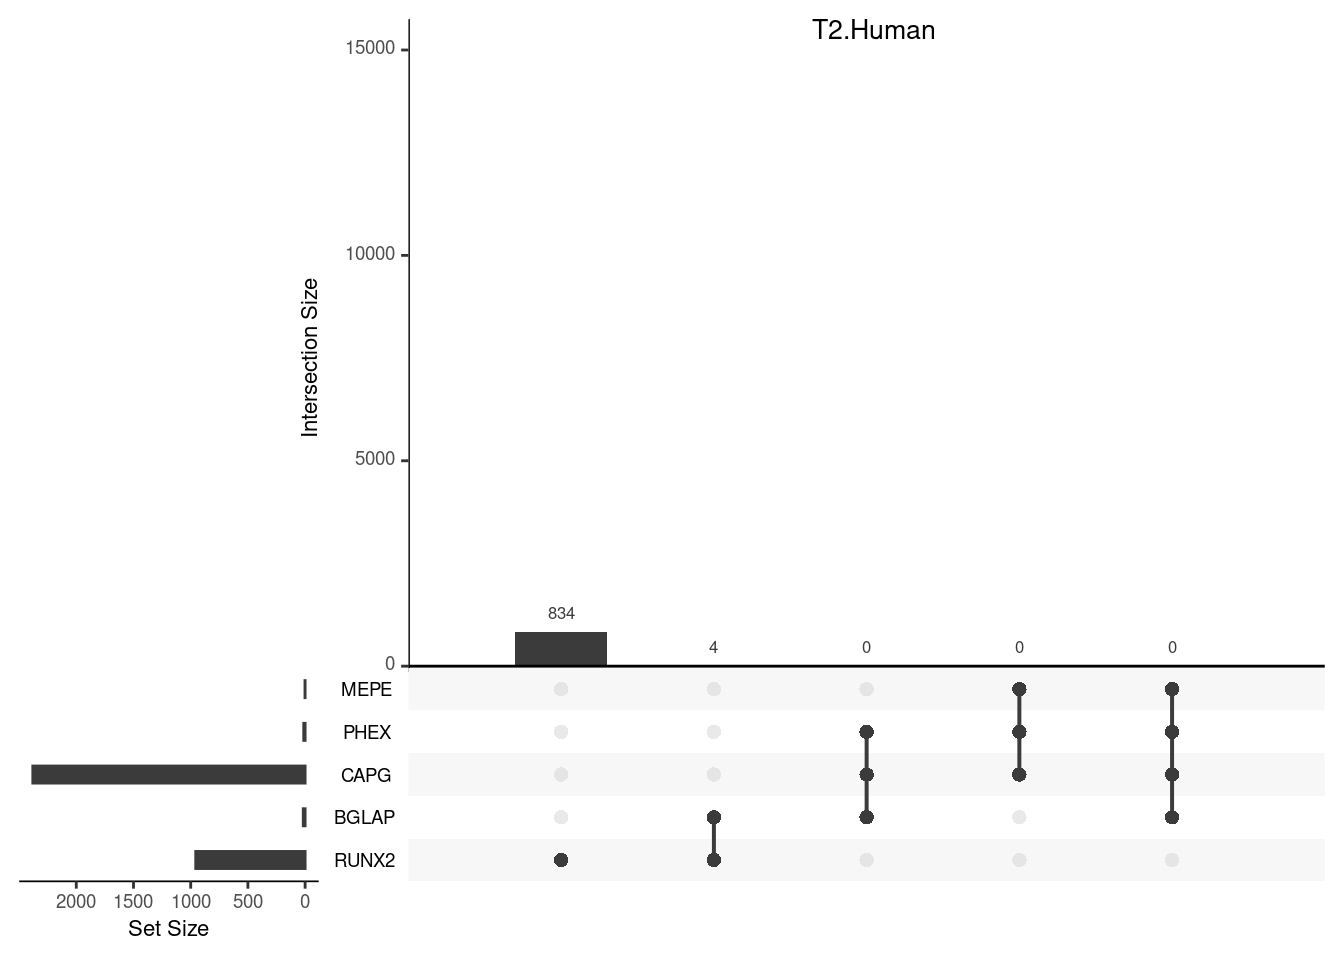 T2.Human
15000
10000
5000
0
Intersection Size
834
4
0
0
0
MEPE
PHEX
CAPG
BGLAP
RUNX2
2000 1500 1000 500 0
Set Size